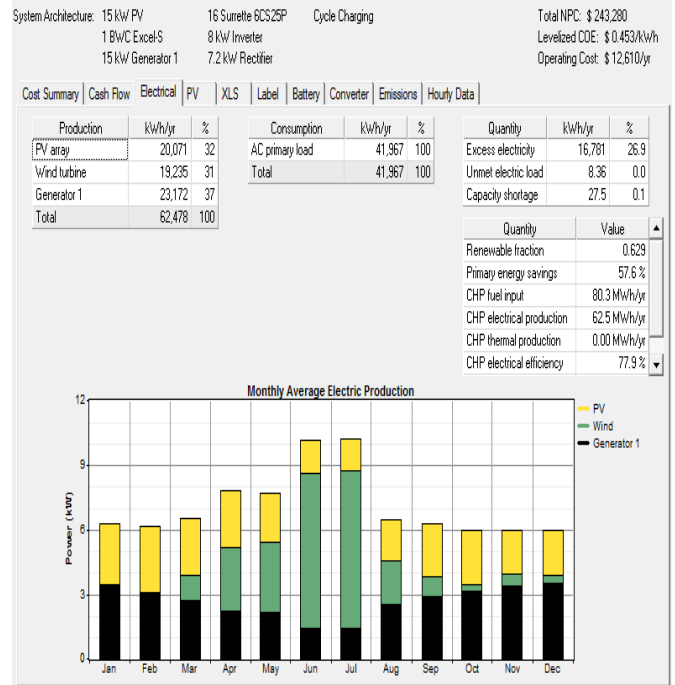 System Architecture: 15 kW PV 16 Surrette 6CS25P Cycle Charging Total NPC: $ 243,280
1 BWC Excel-S 8 kW Inverter Levelized COE: $ 0.453/kWh
15 kW Generator 1 7.2 kW Rectifier Operating Cost: $ 12,610/yr
Cost Summary Cash Flow Electrical PV XLS Label Battery Converter Emissions Hourly Data
Production kWh/yr %
PV array 20,071 32
Wind turbine 19,235 31
Generator 1 23,172 37
Total 62,478 100
Consumption kWh/yr %
AC primary load 41,967 100
Total 41,967 100
Quantity kWh/yr %
Excess electricity 16,781 26.9
Unmet electric load 8.36 0.0
Capacity shortage 27.5 0.1
Quantity Value
Renewable fraction 0.629
Primary energy savings 57.6 %
CHP fuel input 80.3 MWh/yr
CHP electrical production 62.5 MWh/yr
CHP thermal production 0.00 MWh/yr
CHP electrical efficiency 77.9 %
Monthly Average Electric Production
12
9
6
3
0
Power (kW)
Jan Feb Mar Apr May Jun Jul Aug Sep Oct Nov Dec
PV
Wind
Generator 1